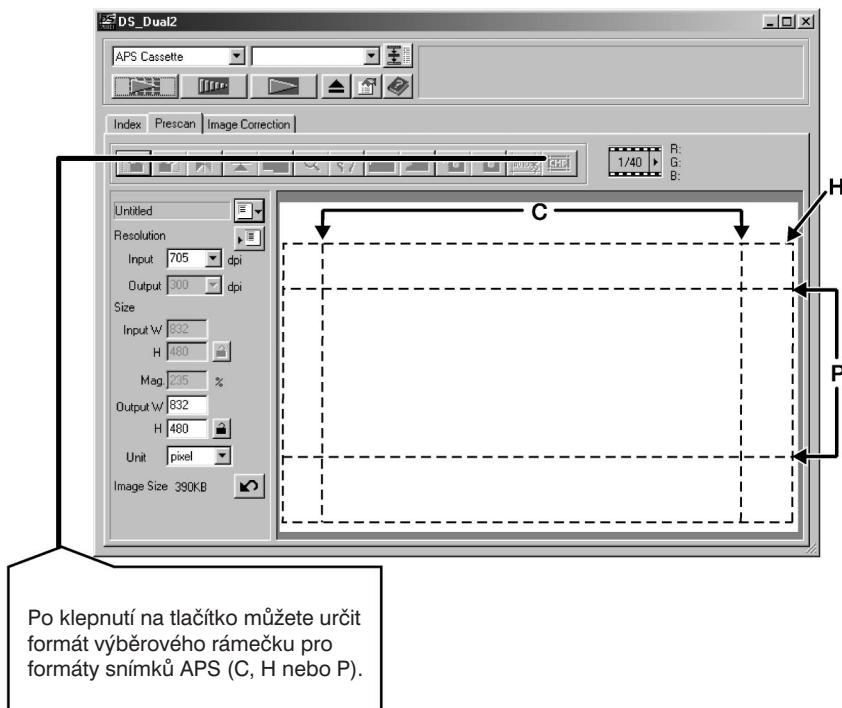 DS_Dual2
APS Cassette
Index Prescan Image Correction
1/40
R:
G:
B:
Untitled
Resolution
Input 705 dpi
Output 300 dpi
Size
Input W 832
H 480
Mag. 235 %
Output W 832
H 480
Unit pixel
Image Size 390KB
C
H
P
Po klepnutí na tlačítko můžete určit
formát výběrového rámečku pro
formáty snímků APS (C, H nebo P).